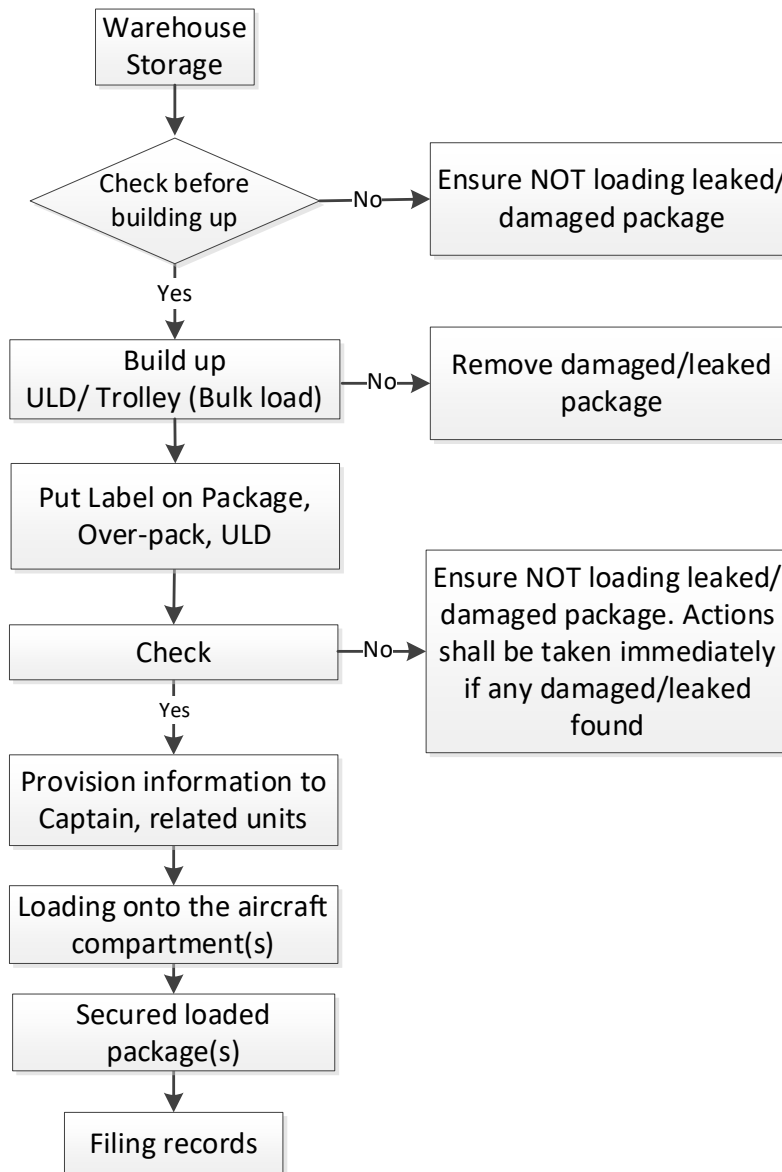 Warehouse
Storage
Check before
building up
No
Ensure NOT loading leaked/
damaged package
Yes
Build up
ULD/ Trolley (Bulk load)
No
Remove damaged/leaked
package
Put Label on Package,
Over-pack, ULD
Check
No
Ensure NOT loading leaked/
damaged package. Actions
shall be taken immediately
if any damaged/leaked
found
Yes
Provision information to
Captain, related units
Loading onto the aircraft
compartment(s)
Secured loaded
package(s)
Filing records